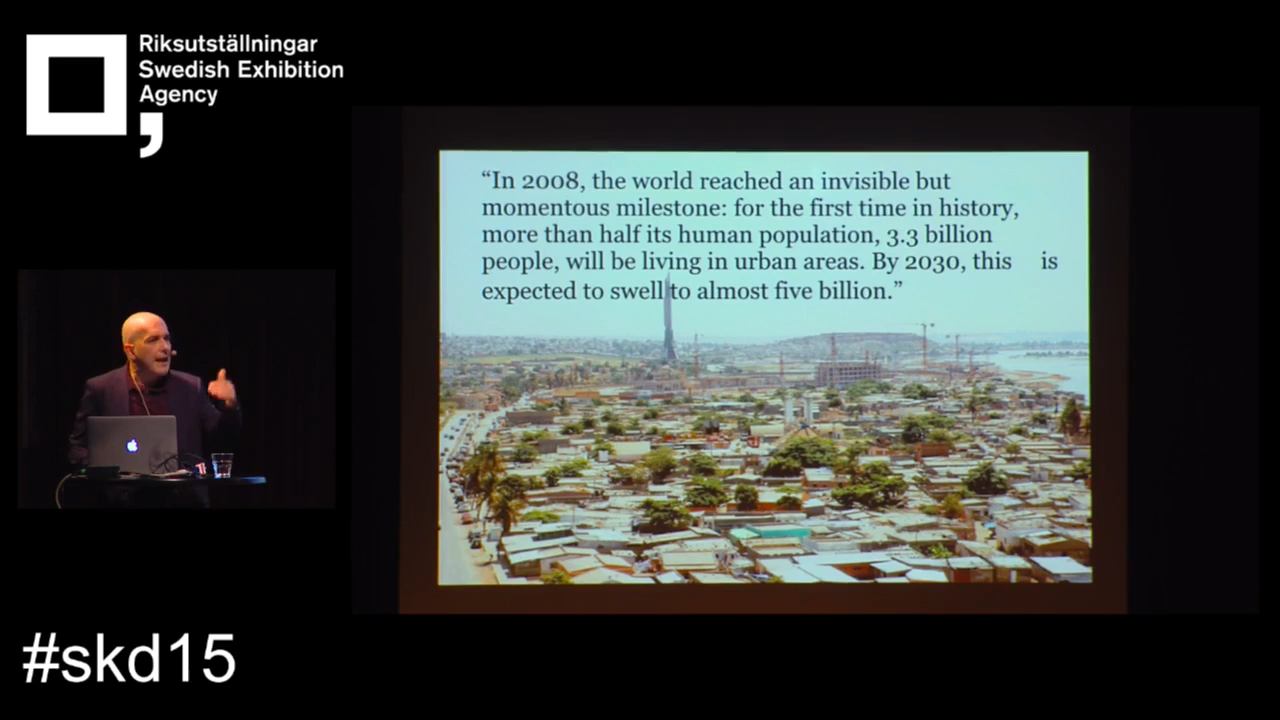 Riksutställningar
Swedish Exhibition
Agency
“In 2008, the world reached an invisible but
momentous milestone: for the first time in history,
more than half its human population, 3.3 billion
people, will be living in urban areas. By 2030, this is
expected to swell to almost five billion.”
#skd15